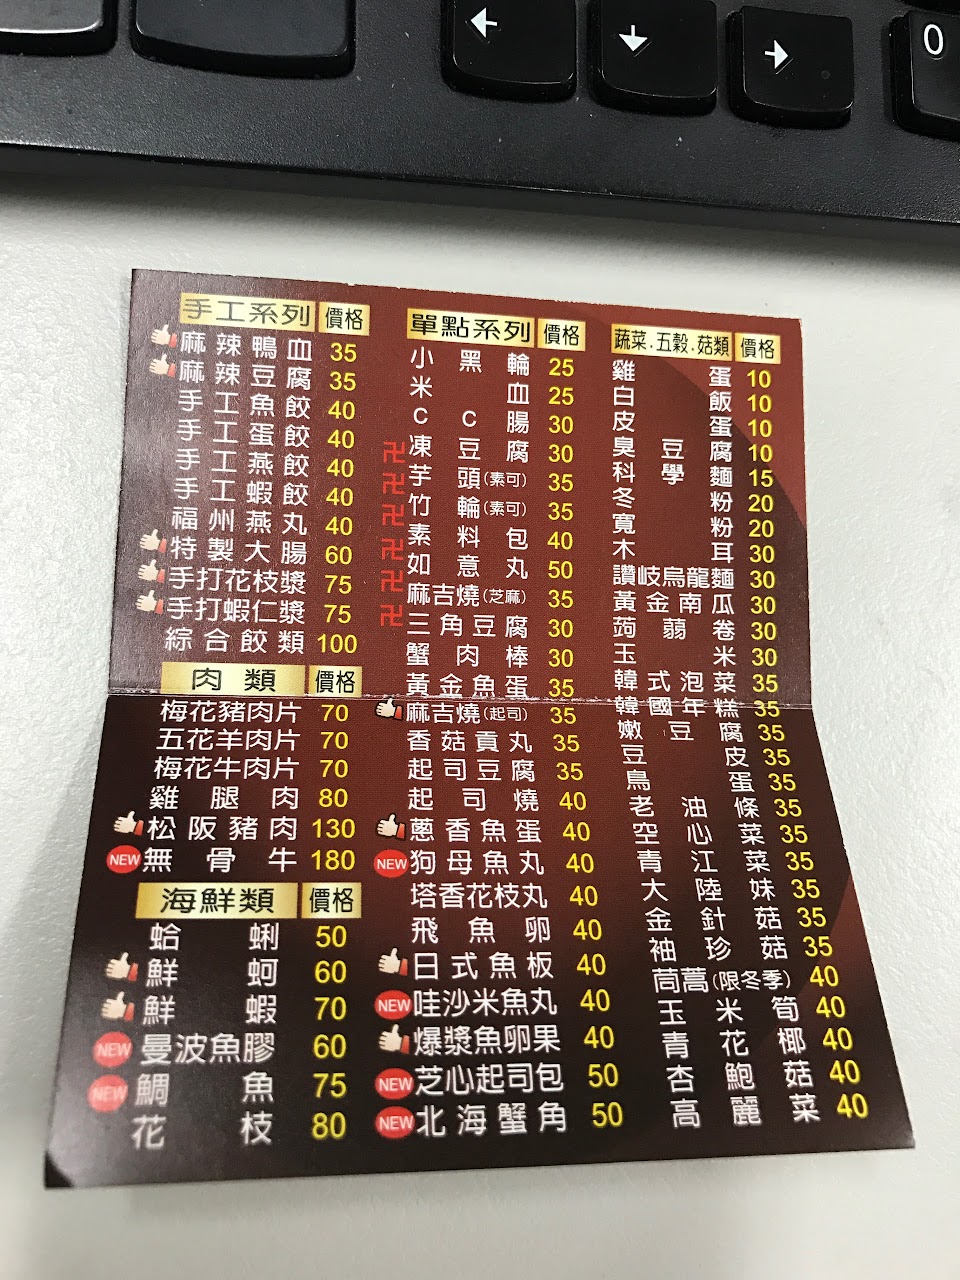 0
手工系列 價格
麻辣鴨血 35
麻辣豆腐 35
手工魚餃 40
手工蛋餃 40
手工燕餃 40
手工蝦餃 40
福州燕丸 40
特製大腸 60
手打花枝漿 75
手打蝦仁漿 75
綜合餃類 100
肉類 價格
梅花豬肉片 70
五花羊肉片 70
梅花牛肉片 70
雞腿肉 80
松阪豬肉 130
NEW 無骨牛 180
海鮮類 價格
蛤蜊 50
鮮蚵 60
鮮蝦 70
NEW 曼波魚膠 60
NEW 鯛魚 75
花枝 80
單點系列 價格
小黑輪 25
米血 25
CC腸 30
卍 凍豆腐 30
卍 芋頭(素可) 35
卍 竹輪(素可) 35
卍 素料包 40
卍 如意丸 50
卍 麻吉燒(芝麻) 35
三角豆腐 30
蟹肉棒 30
黃金魚蛋 35
麻吉燒(起司) 35
香菇貢丸 35
起司豆腐 35
起司燒 40
蔥香魚蛋 40
NEW 狗母魚丸 40
塔香花枝丸 40
飛魚卵 40
日式魚板 40
NEW 哇沙米魚丸 40
爆漿魚卵果 40
NEW 芝心起司包 50
NEW 北海蟹角 50
蔬菜.五穀.菇類 價格
雞蛋 10
白飯 10
皮蛋 10
臭豆腐 10
科學麵 15
冬粉 20
寬粉 20
木耳 30
讚岐烏龍麵 30
黃金南瓜 30
蒟蒻卷 30
玉米 30
韓式泡菜 35
韓國年糕 35
嫩豆腐 35
豆皮 35
鳥蛋 35
老油條 35
空心菜 35
青江菜 35
大陸妹 35
金針菇 35
袖珍菇 35
茼蒿(限冬季) 40
玉米筍 40
青花椰 40
杏鮑菇 40
高麗菜 40